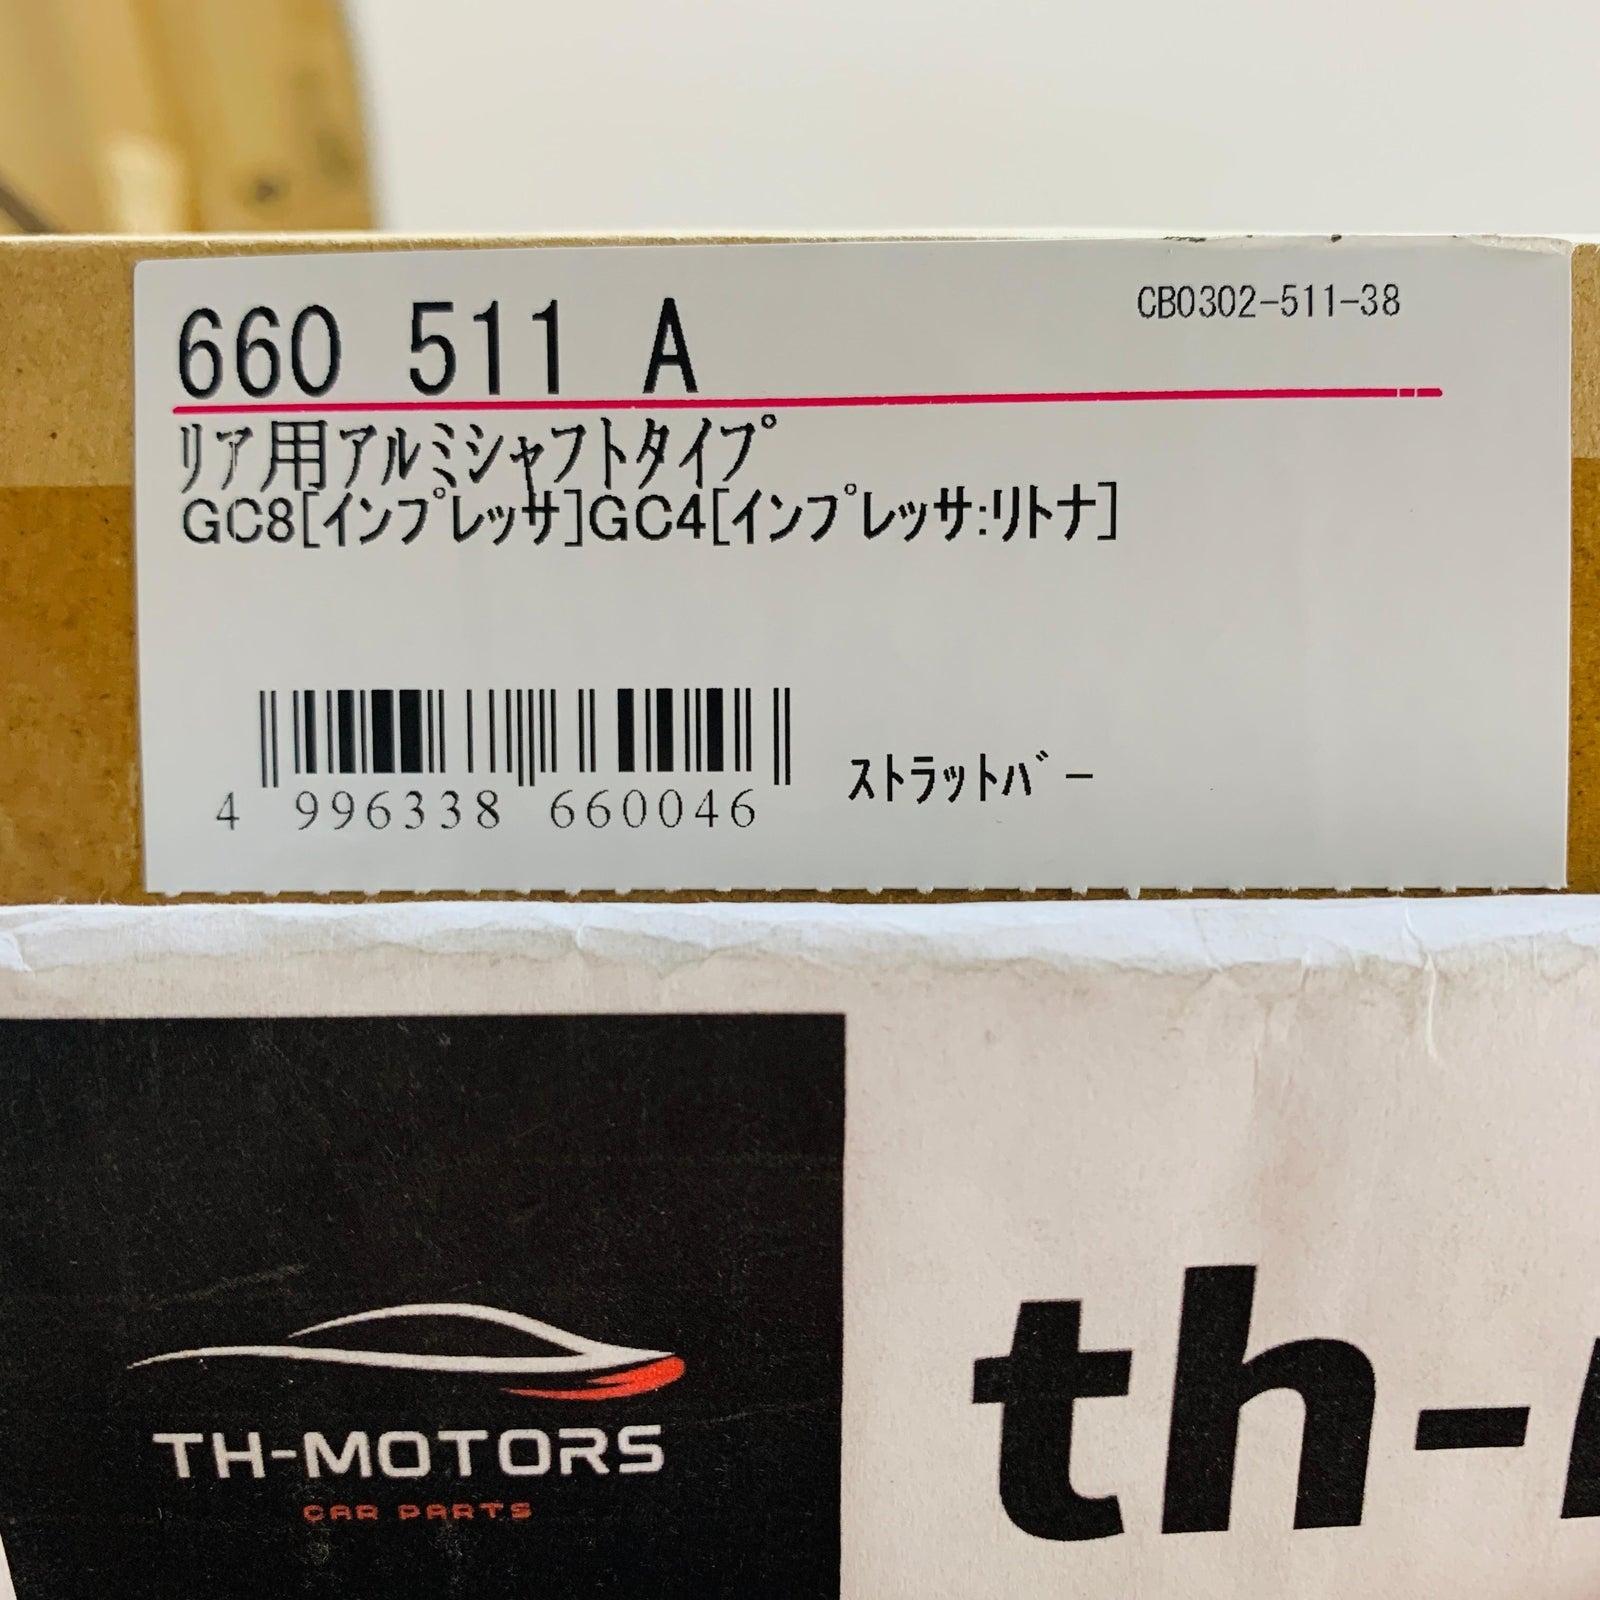 660 511 A
CB0302-511-38
リア用アルミシャフトタイプ
GC8[インプレッサ]GC4[インプレッサ:リトナ]
4 996338 660046
ストラットバー
TH-MOTORS
CAR PARTS
th-